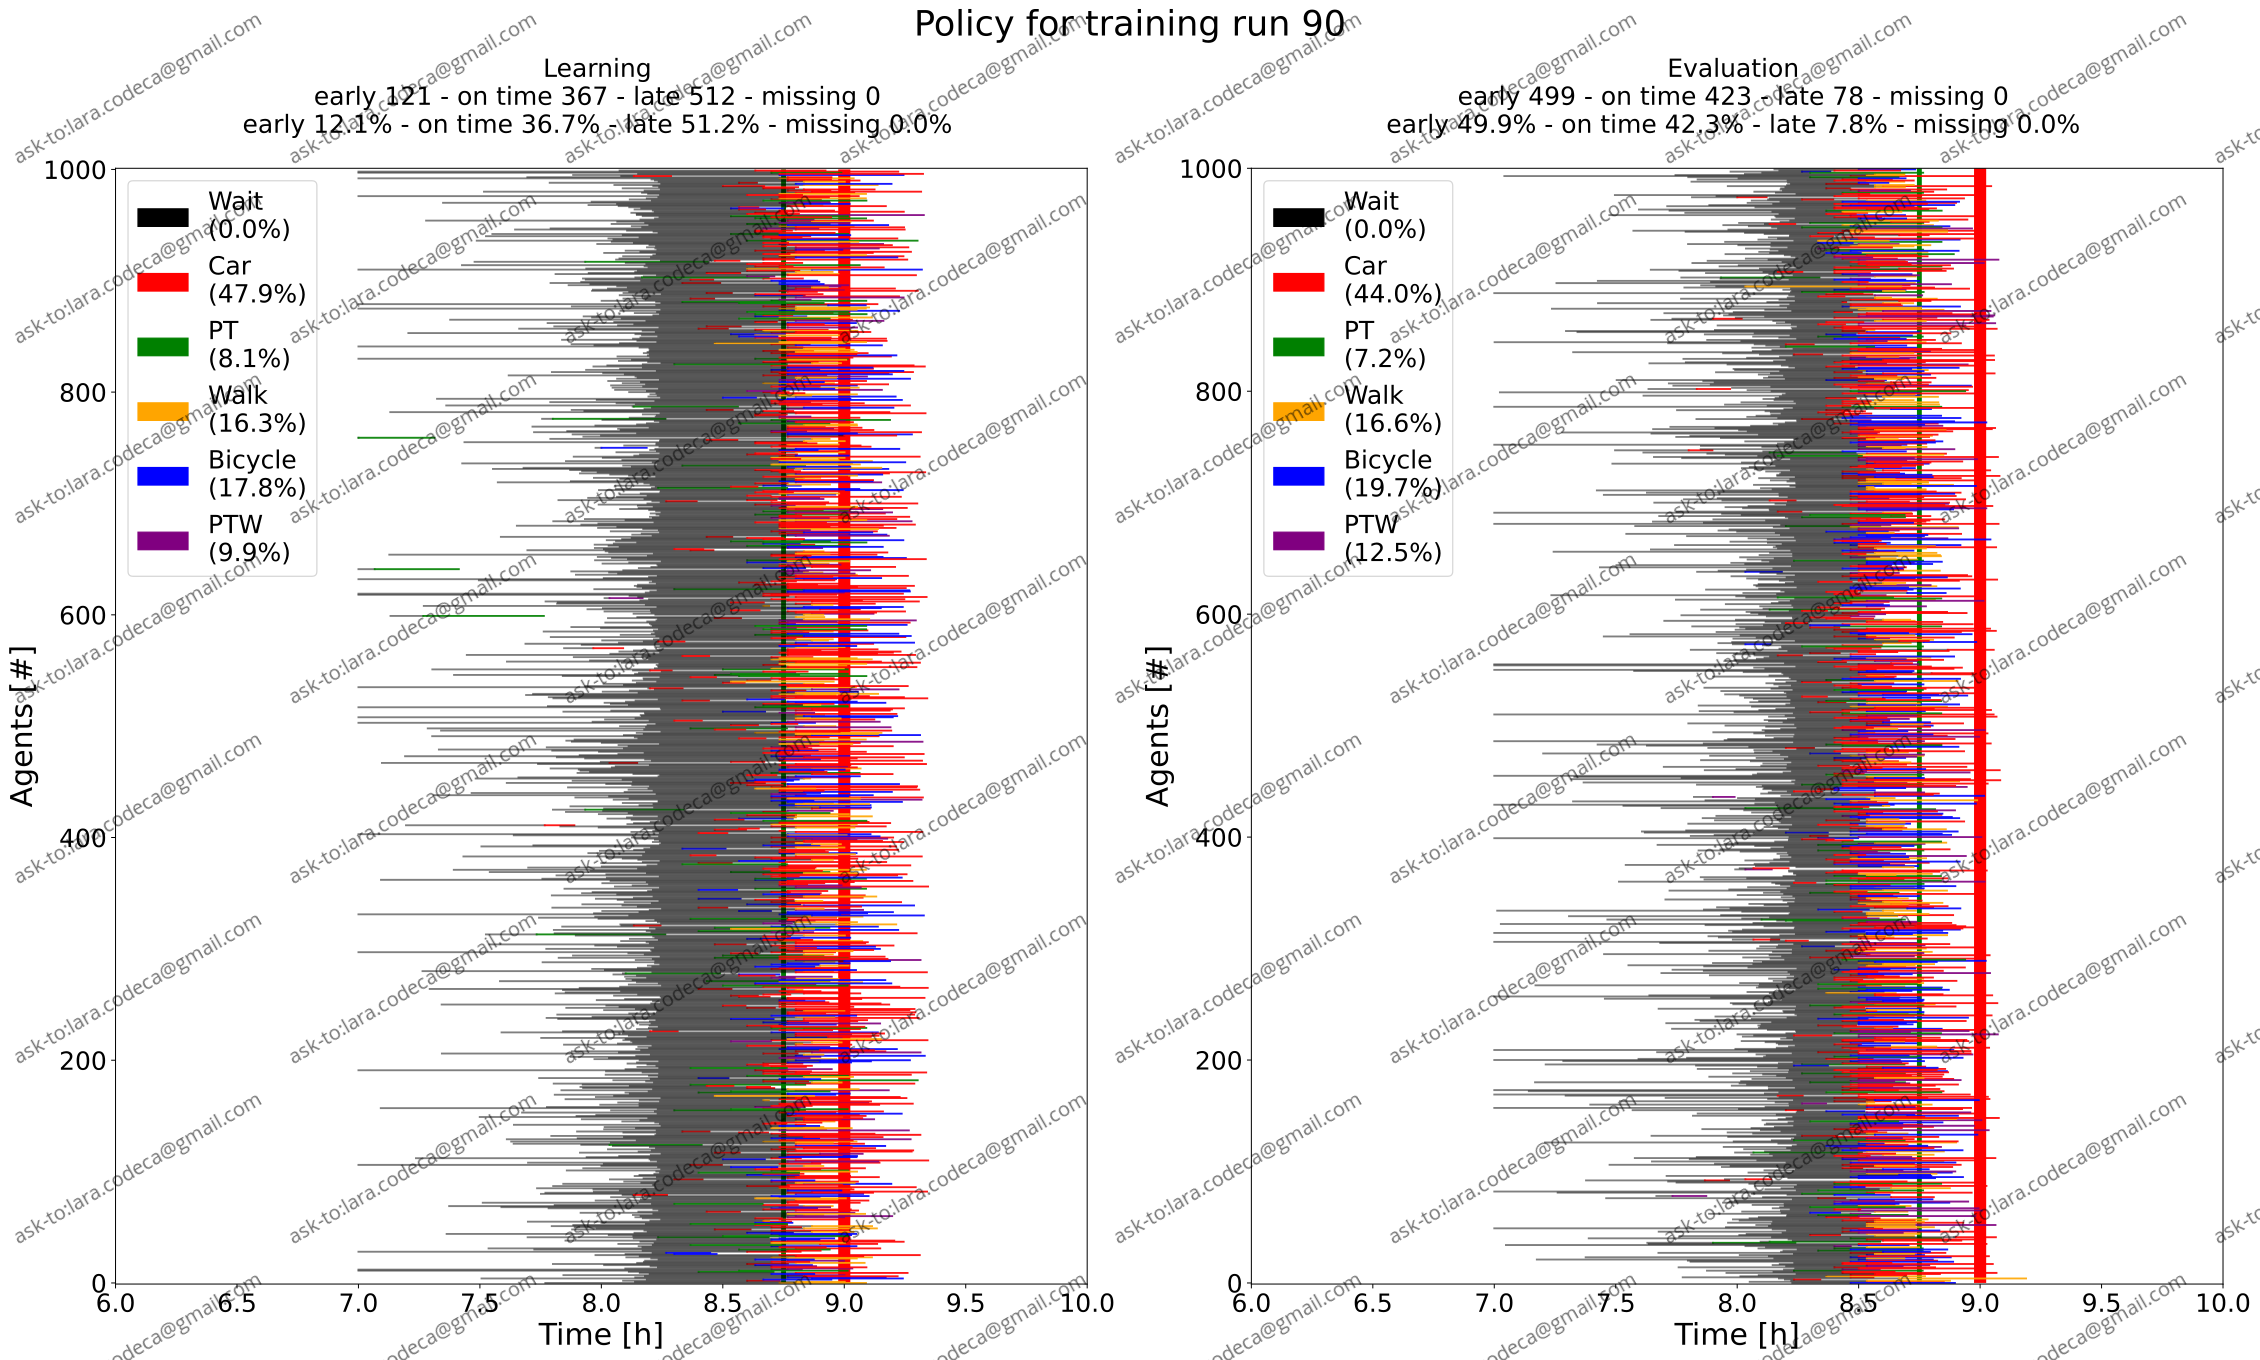 Policy for training run 90
Learning
early 121 - on time 367 - late 512 - missing 0
early 12.1% - on time 36.7% - late 51.2% - missing 0.0%
Agents [#]
1000
800
600
400
200
0
Wait
(0.0%)
Car
(47.9%)
PT
(8.1%)
Walk
(16.3%)
Bicycle
(17.8%)
PTW
(9.9%)
6.0 6.5 7.0 7.5 8.0 8.5 9.0 9.5 10.0
Time [h]
Evaluation
early 499 - on time 423 - late 78 - missing 0
early 49.9% - on time 42.3% - late 7.8% - missing 0.0%
Agents [#]
1000
800
600
400
200
0
Wait
(0.0%)
Car
(44.0%)
PT
(7.2%)
Walk
(16.6%)
Bicycle
(19.7%)
PTW
(12.5%)
6.0 6.5 7.0 7.5 8.0 8.5 9.0 9.5 10.0
Time [h]
ask-to:lara.codeca@gmail.com